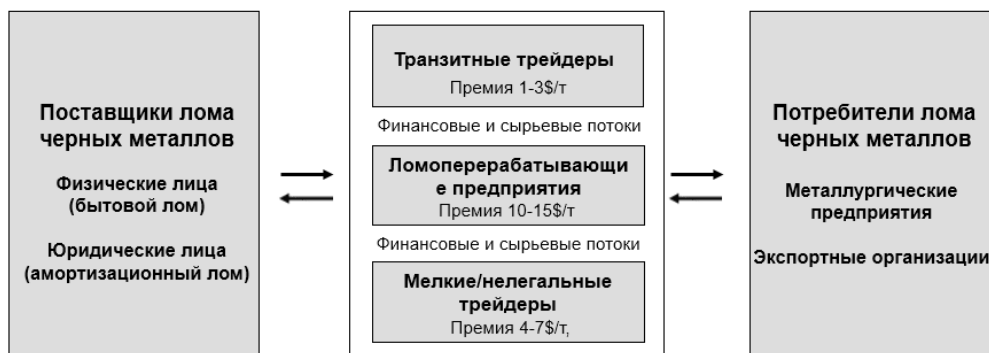 Поставщики лома
черных металлов
Физические лица
(бытовой лом)
Юридические лица
(амортизационный лом)
Транзитные трейдеры
Премия 1-3$/т
Финансовые и сырьевые потоки
Ломоперерабатывающи
е предприятия
Премия 10-15$/т
Финансовые и сырьевые потоки
Мелкие/нелегальные
трейдеры
Премия 4-7$/т,
Потребители лома
черных металлов
Металлургические
предприятия
Экспортные организации